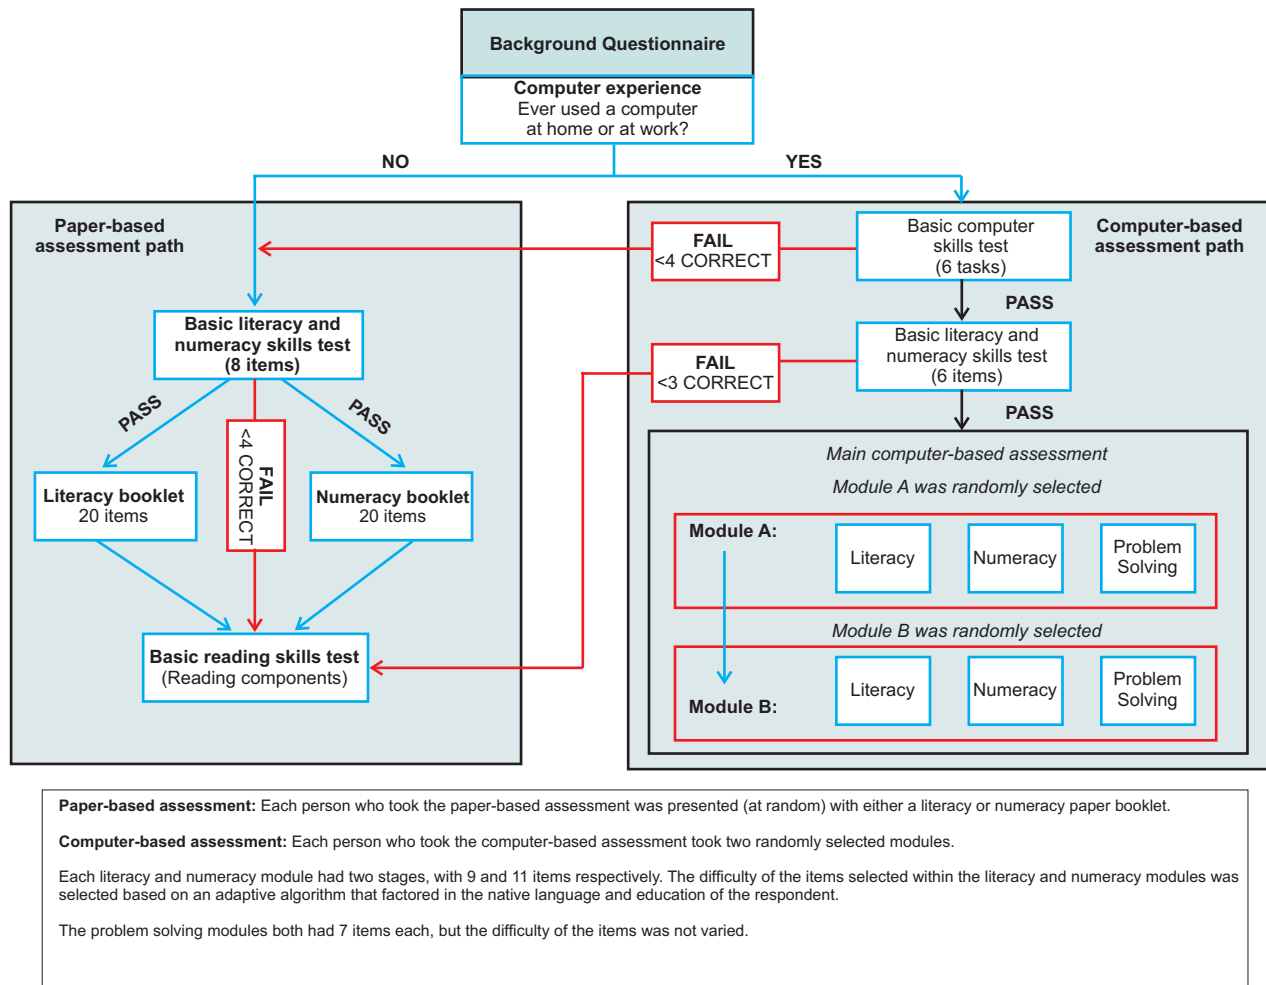 Background Questionnaire
Computer experience
Ever used a computer
at home or at work?
NO
YES
Paper-based
assessment path
FAIL
<4 CORRECT
Basic computer
skills test
(6 tasks)
Computer-based
assessment path
PASS
Basic literacy and
numeracy skills test
(8 items)
FAIL
<3 CORRECT
Basic literacy and
numeracy skills test
(6 items)
PASS
PASS
PASS
FAIL
<4 CORRECT
Literacy booklet
20 items
Numeracy booklet
20 items
Basic reading skills test
(Reading components)
Main computer-based assessment
Module A was randomly selected
Module A:
Literacy
Numeracy
Problem
Solving
Module B was randomly selected
Module B:
Literacy
Numeracy
Problem
Solving
Paper-based assessment: Each person who took the paper-based assessment was presented (at random) with either a literacy or numeracy paper booklet.
Computer-based assessment: Each person who took the computer-based assessment took two randomly selected modules.
Each literacy and numeracy module had two stages, with 9 and 11 items respectively. The difficulty of the items selected within the literacy and numeracy modules was
selected based on an adaptive algorithm that factored in the native language and education of the respondent.
The problem solving modules both had 7 items each, but the difficulty of the items was not varied.